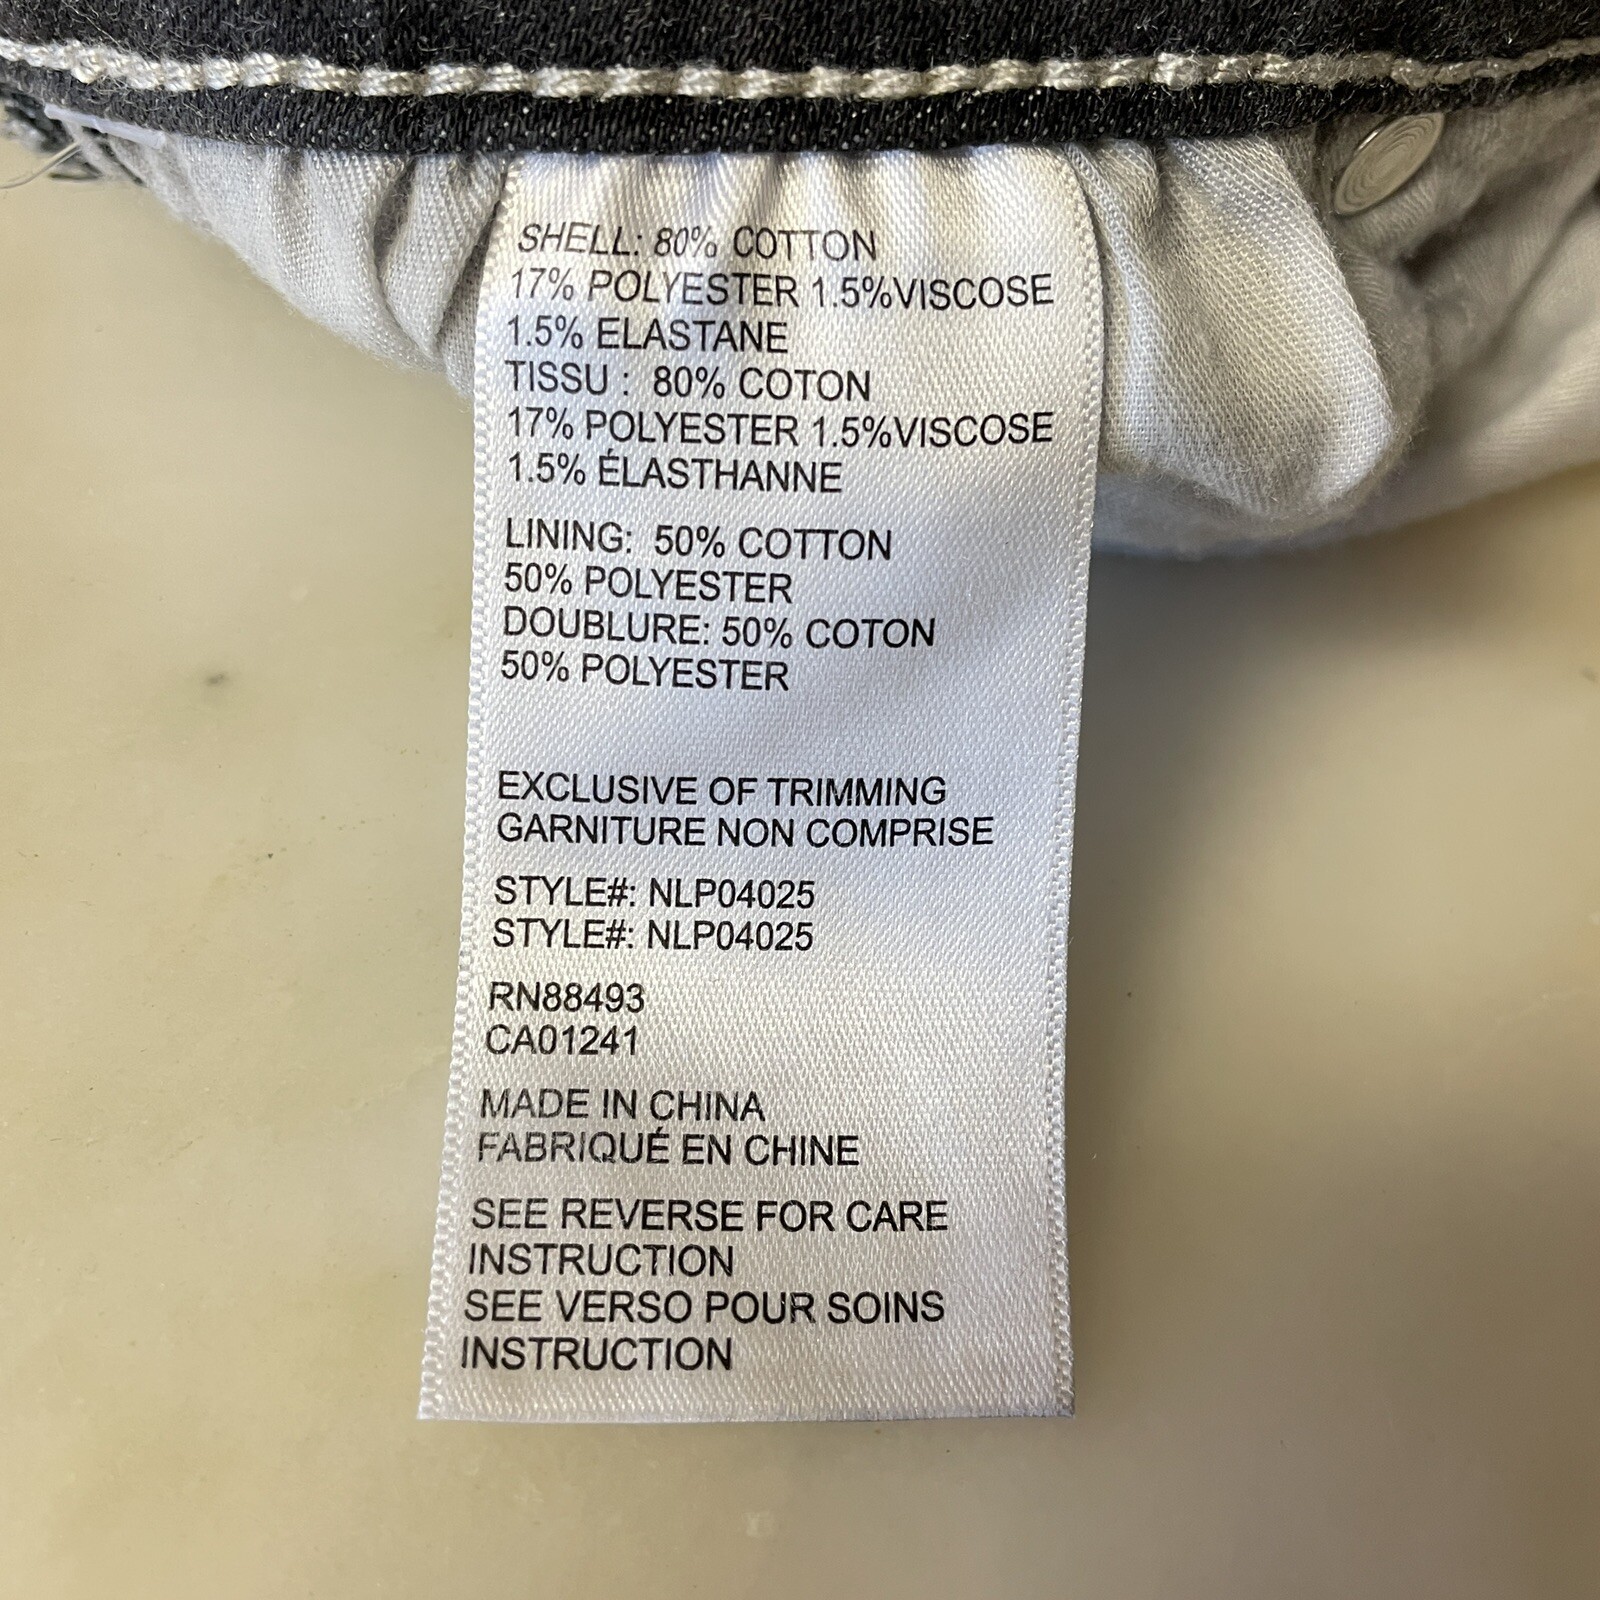 SHELL: 80% COTTON
17% POLYESTER 1.5%VISCOSE
1.5% ELASTANE
TISSU : 80% COTON
17% POLYESTER 1.5%VISCOSE
1.5% ÉLASTHANNE
LINING: 50% COTTON
50% POLYESTER
DOUBLURE: 50% COTON
50% POLYESTER
EXCLUSIVE OF TRIMMING
GARNITURE NON COMPRISE
STYLE#: NLP04025
STYLE#: NLP04025
RN88493
CA01241
MADE IN CHINA
FABRIQUÉ EN CHINE
SEE REVERSE FOR CARE
INSTRUCTION
SEE VERSO POUR SOINS
INSTRUCTION